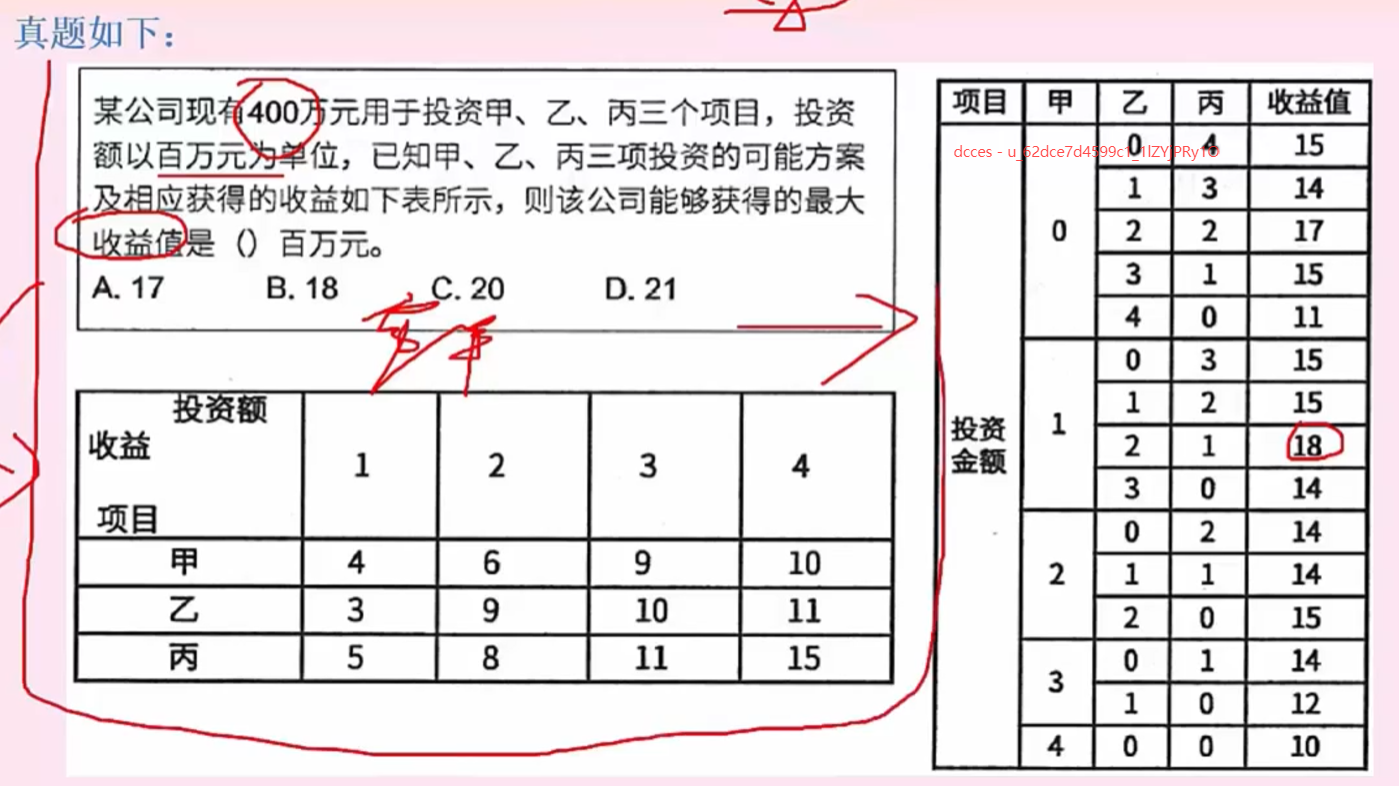 真题如下：
某公司现有400万元用于投资甲、乙、丙三个项目，投资
额以百万元为单位，已知甲、乙、丙三项投资的可能方案
及相应获得的收益如下表所示，则该公司能够获得的最大
收益值是（）百万元。
A. 17 B. 18 C. 20 D. 21
投资额
收益
项目
1 2 3 4
甲 4 6 9 10
乙 3 9 10 11
丙 5 8 11 15
项目 甲 乙 丙 收益值
投资
金额
0
0 4 15
1 3 14
2 2 17
3 1 15
4 0 11
1
0 3 15
1 2 15
2 1 18
3 0 14
2
0 2 14
1 1 14
2 0 15
3
0 1 14
1 0 12
4 0 0 10